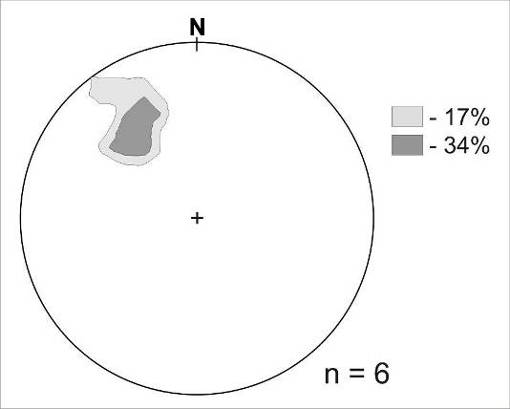 N
- 17%
- 34%
n = 6